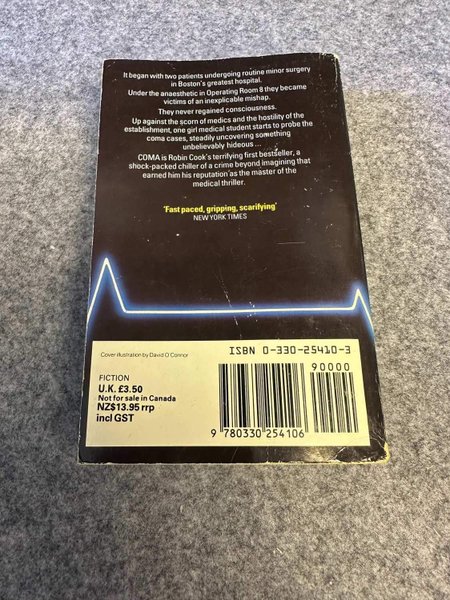 It began with two patients undergoing routine minor surgery
in Boston's greatest hospital.
Under the anaesthetic in Operating Room 8 they became
victims of an inexplicable mishap.
They never regained consciousness.
Up against the scorn of medics and the hostility of the
establishment, one girl medical student starts to probe the
coma cases, steadily uncovering something
unbelievably hideous ...
COMA is Robin Cook's terrifying first bestseller, a
shock-packed chiller of a crime beyond imagining that
earned him his reputation as the master of the
medical thriller.
'Fast paced, gripping, scarifying'
NEW YORK TIMES
Cover illustration by David O'Connor
ISBN 0-330-25410-3
90000
FICTION
U.K. £3.50
Not for sale in Canada
NZ$13.95 rrp
incl GST
9 780330 254106